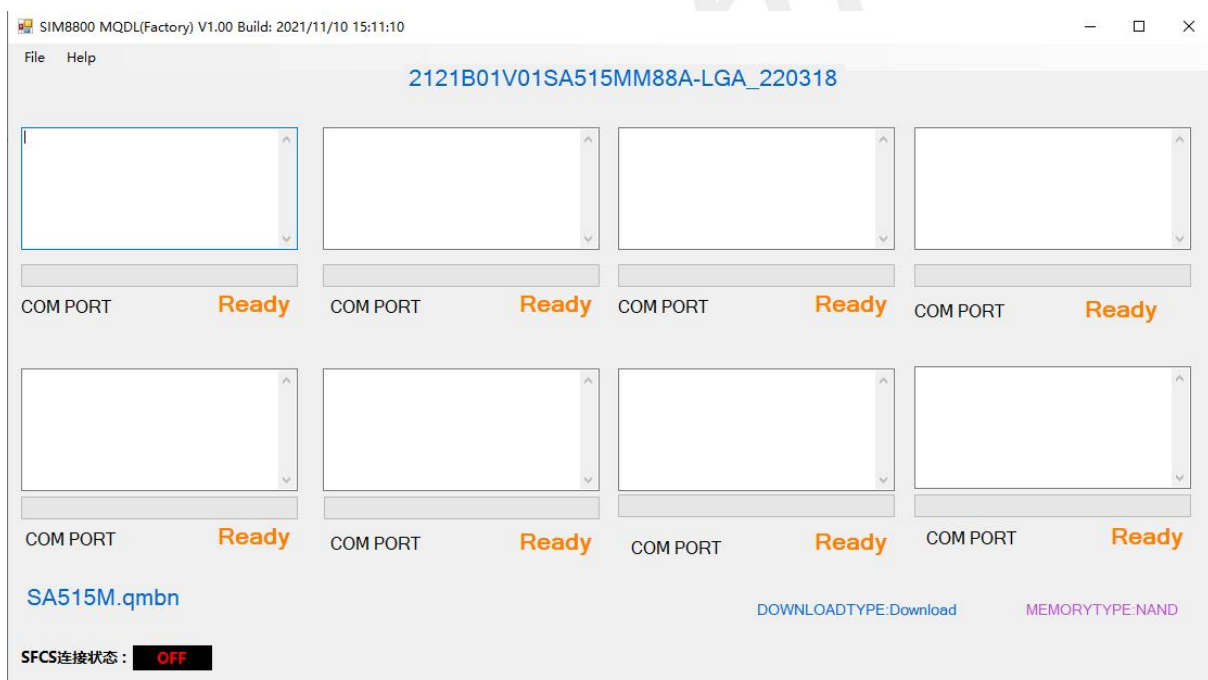 SIM8800 MQDL(Factory) V1.00 Build: 2021/11/10 15:11:10
File Help
2121B01V01SA515MM88A-LGA_220318
COM PORT Ready COM PORT Ready COM PORT Ready COM PORT Ready
COM PORT Ready COM PORT Ready COM PORT Ready COM PORT Ready
SA515M.qmbn
DOWNLOADTYPE:Download MEMORYTYPE:NAND
SFCS连接状态： OFF